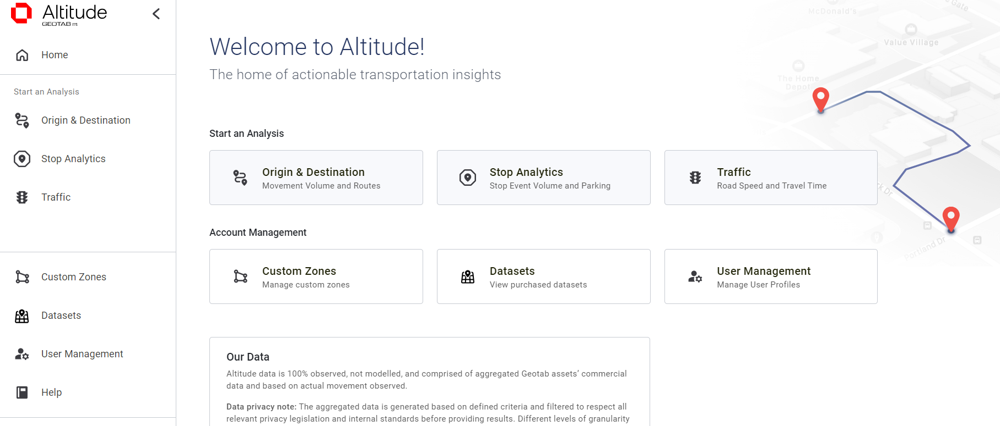 Altitude
GEOTAB ITS
Home
Start an Analysis
Origin & Destination
Stop Analytics
Traffic
Custom Zones
Datasets
User Management
Help
Welcome to Altitude!
The home of actionable transportation insights
Start an Analysis
Origin & Destination
Movement Volume and Routes
Stop Analytics
Stop Event Volume and Parking
Traffic
Road Speed and Travel Time
Account Management
Custom Zones
Manage custom zones
Datasets
View purchased datasets
User Management
Manage User Profiles
Our Data
Altitude data is 100% observed, not modelled, and comprised of aggregated Geotab assets’ commercial
data and based on actual movement observed.
Data privacy note: The aggregated data is generated based on defined criteria and filtered to respect all
relevant privacy legislation and internal standards before providing results. Different levels of granularity
McDonald's
Gate
Value Village
The Home
Depot
Dr
Portland Dr